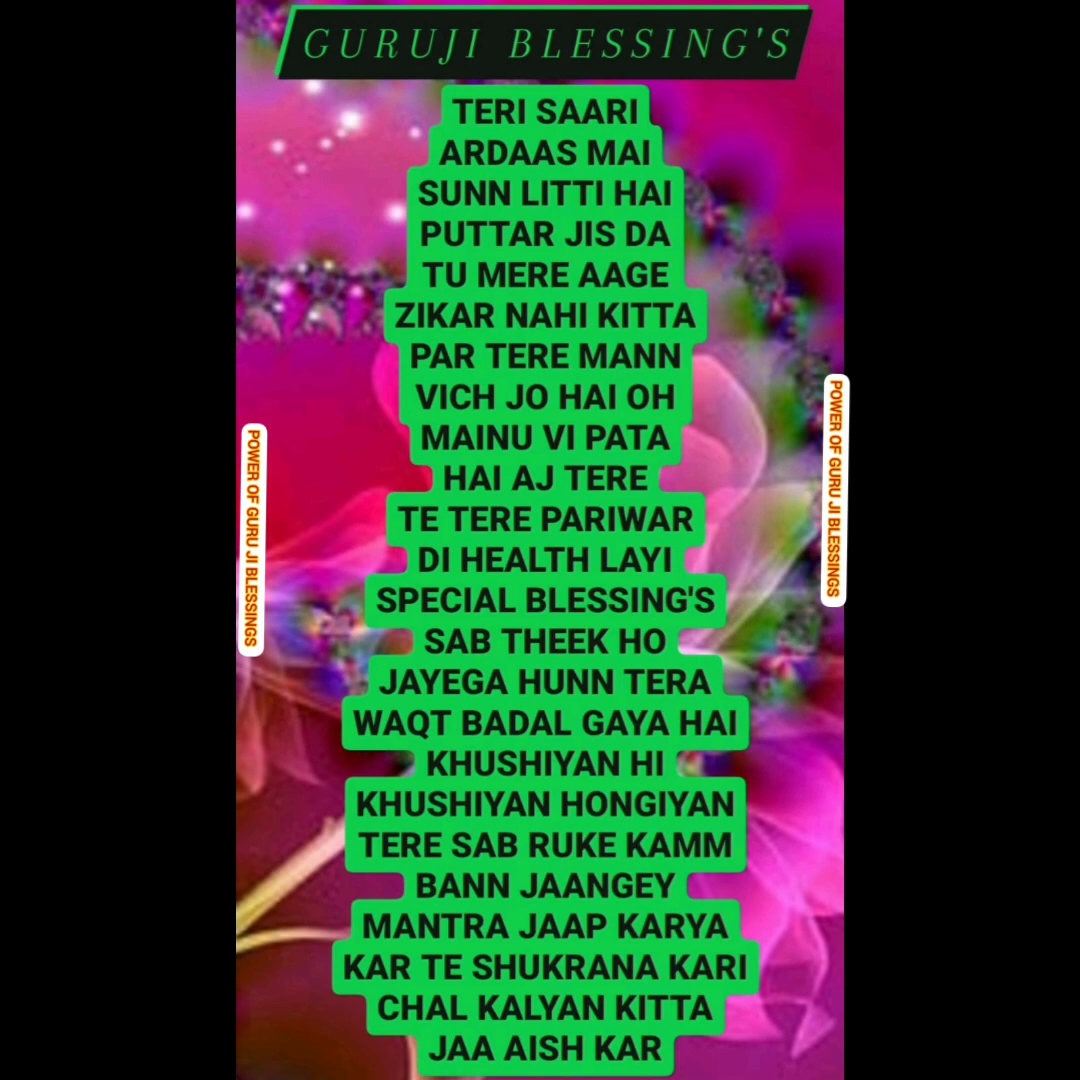 GURUJI BLESSING'S
TERI SAARI
ARDAAS MAI
SUNN LITTI HAI
PUTTAR JIS DA
TU MERE AAGE
ZIKAR NAHI KITTA
PAR TERE MANN
VICH JO HAI OH
MAINU VI PATA
HAI AJ TERE
TE TERE PARIWAR
DI HEALTH LAYI
SPECIAL BLESSING'S
SAB THEEK HO
JAYEGA HUNN TERA
WAQT BADAL GAYA HAI
KHUSHIYAN HI
KHUSHIYAN HONGIYAN
TERE SAB RUKE KAMM
BANN JAANGEY
MANTRA JAAP KARYA
KAR TE SHUKRANA KARI
CHAL KALYAN KITTA
JAA AISH KAR
POWER OF GURU JI BLESSINGS
POWER OF GURU JI BLESSINGS